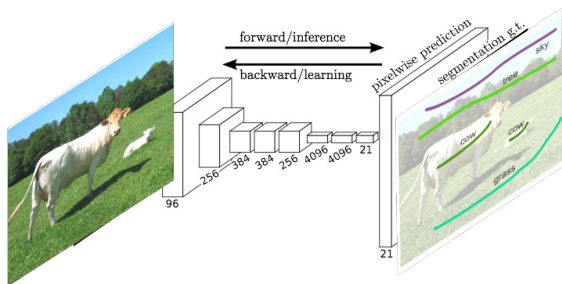 forward/inference
backward/learning
pixelwise prediction
segmentation g.t.
sky
tree
cow
cow
grass
96
256
384
384
256
4096
4096
21
21